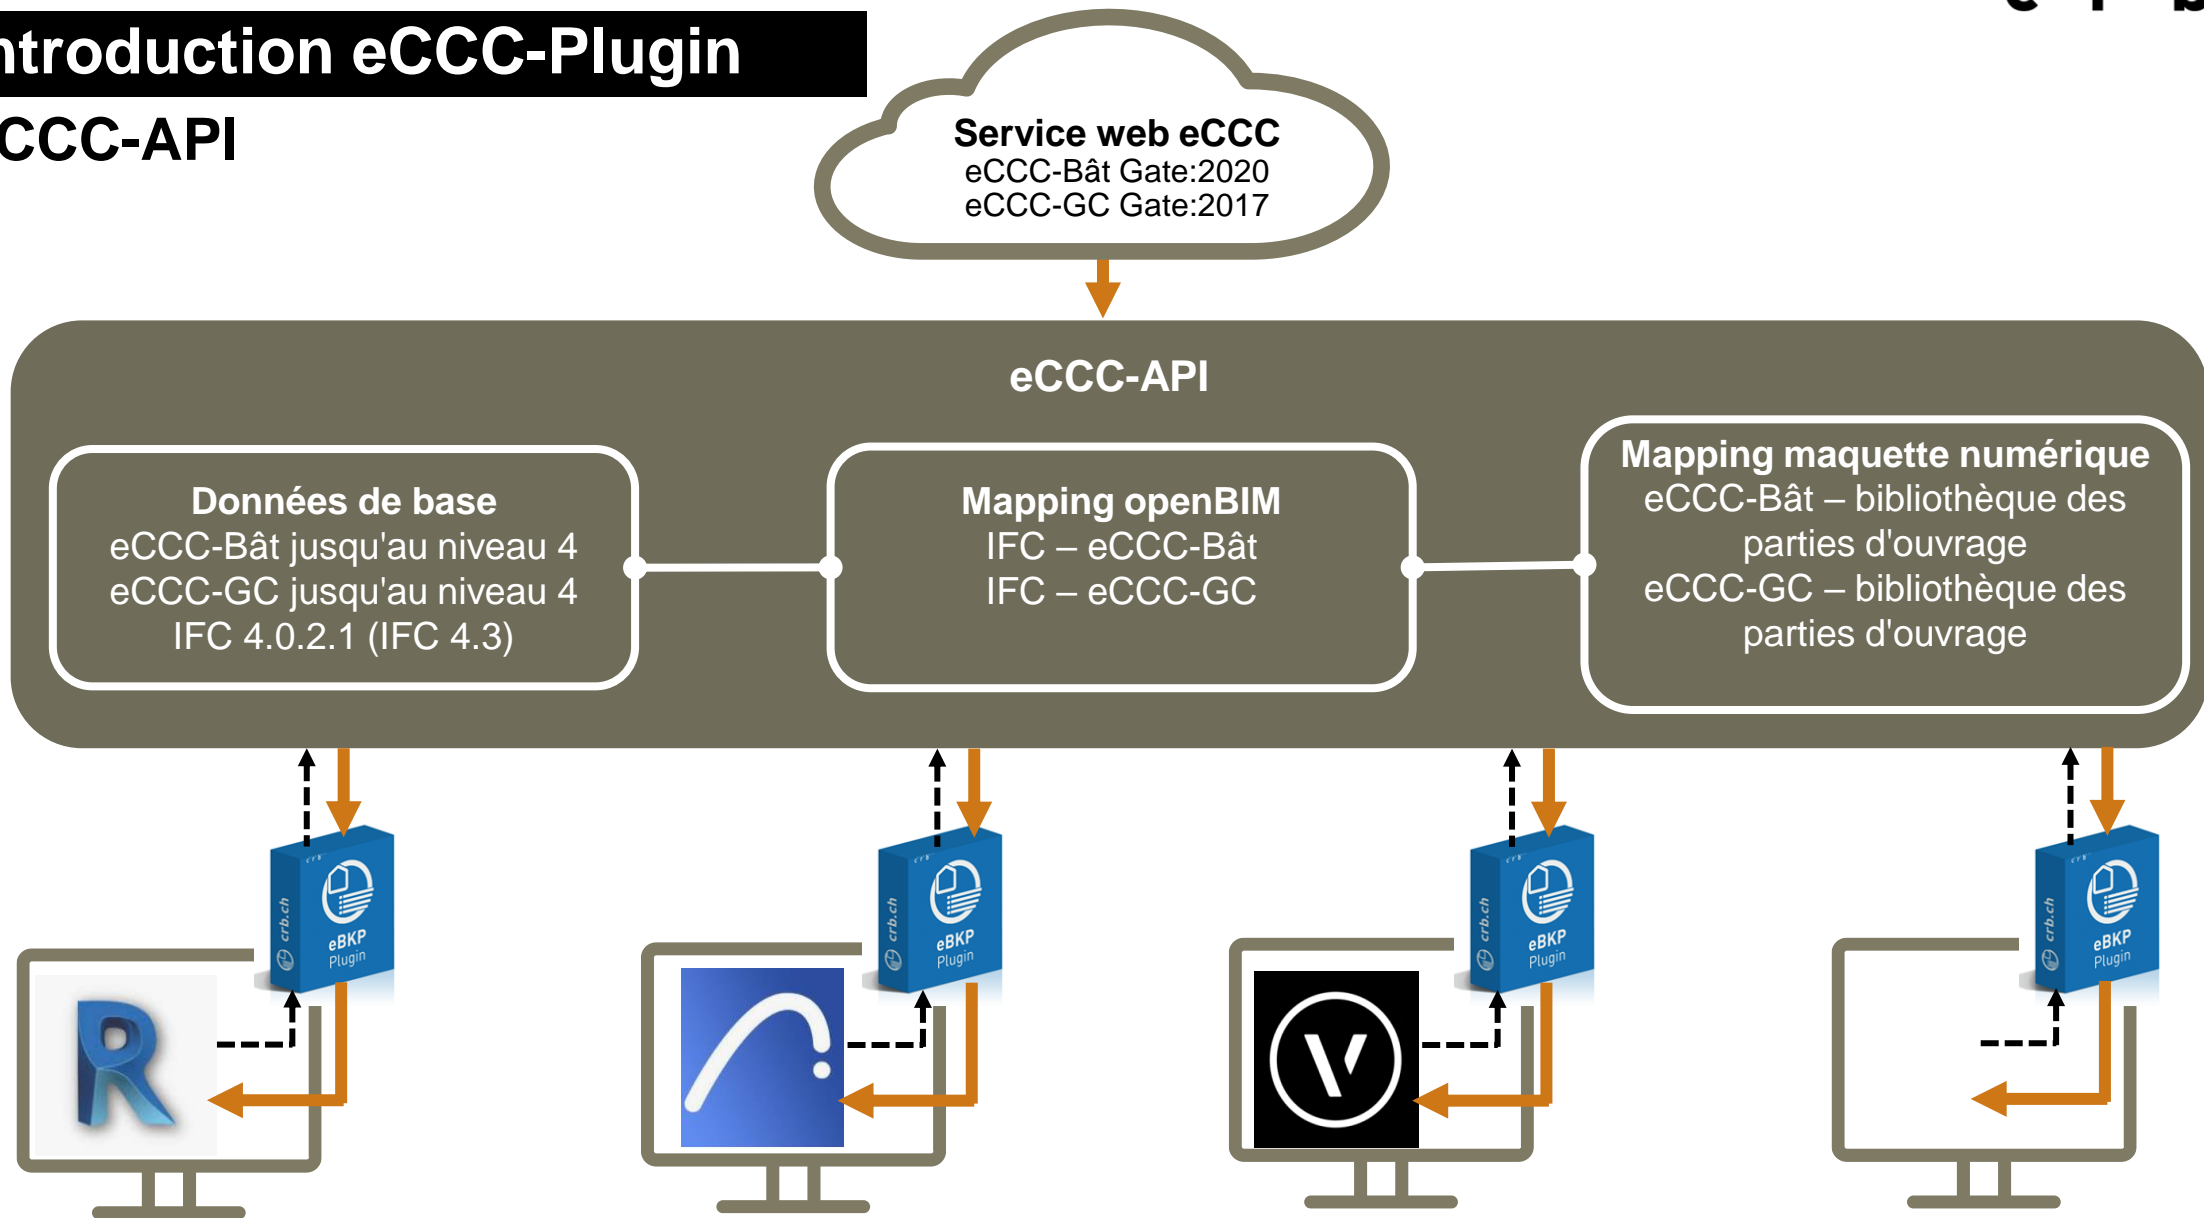 ntroduction eCCC-Plugin
CCC-API
Service web eCCC
eCCC-Bât Gate:2020
eCCC-GC Gate:2017
eCCC-API
Données de base
eCCC-Bât jusqu'au niveau 4
eCCC-GC jusqu'au niveau 4
IFC 4.0.2.1 (IFC 4.3)
Mapping openBIM
IFC – eCCC-Bât
IFC – eCCC-GC
Mapping maquette numérique
eCCC-Bât – bibliothèque des
parties d'ouvrage
eCCC-GC – bibliothèque des
parties d'ouvrage
crb
crb.ch
eBKP
Plugin
crb
crb.ch
eBKP
Plugin
crb
crb.ch
eBKP
Plugin
crb
crb.ch
eBKP
Plugin
R
V